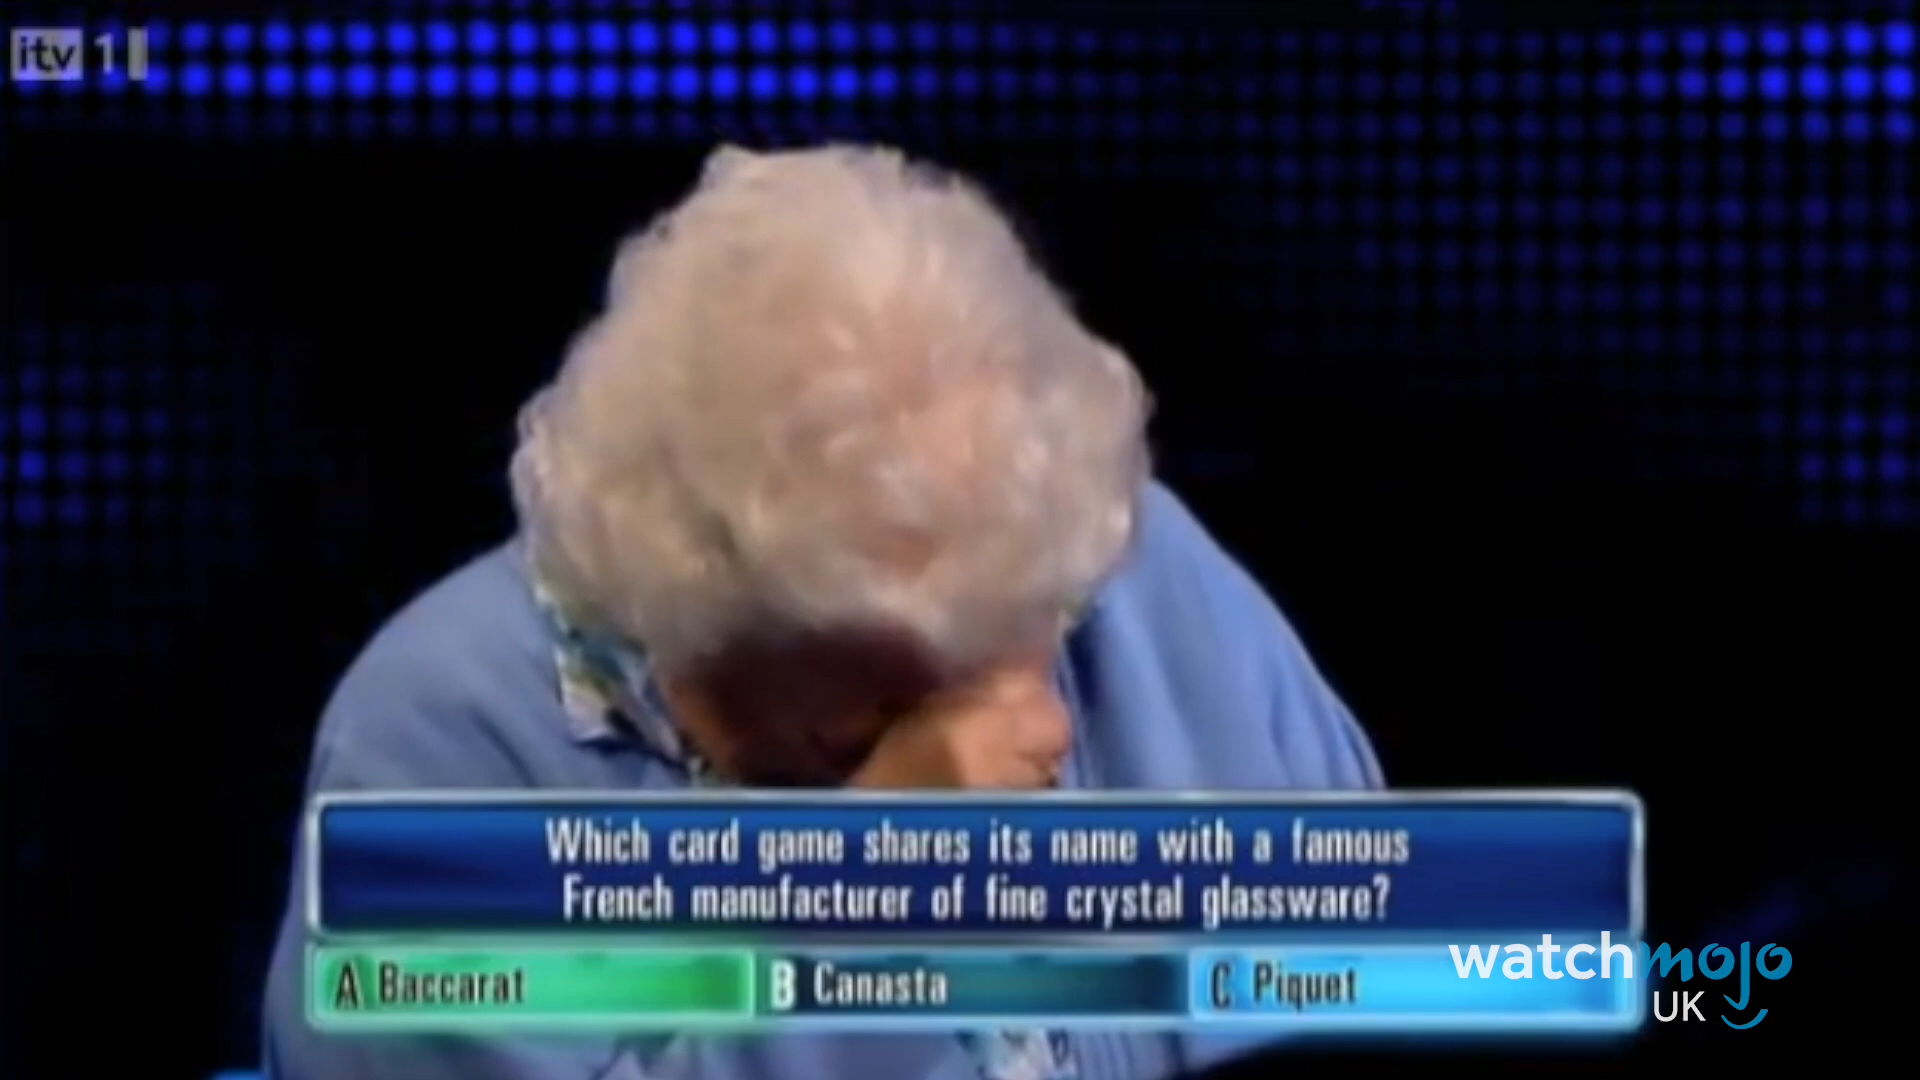 itv 1
Which card game shares its name with a famous
French manufacturer of fine crystal glassware?
A Baccarat B Canasta C Piquet
watchmojo
UK